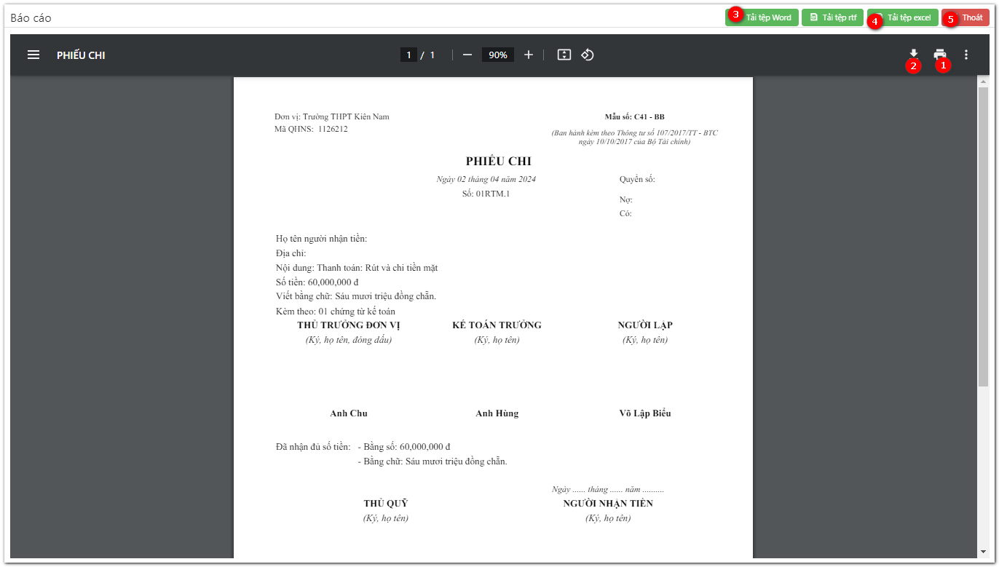 Báo cáo
3 Tải tệp Word Tải tệp rtf 4 Tải tệp excel 5 Thoát
PHIẾU CHI 1 / 1 90%
2 1
Đơn vị: Trường THPT Kiên Nam
Mã QHNS: 1126212
Mẫu số: C41 - BB
(Ban hành kèm theo Thông tư số 107/2017/TT - BTC
ngày 10/10/2017 của Bộ Tài chính)
PHIẾU CHI
Ngày 02 tháng 04 năm 2024
Số: 01RTM.1
Quyển số:
Nợ:
Có:
Họ tên người nhận tiền:
Địa chỉ:
Nội dung: Thanh toán: Rút và chi tiền mặt
Số tiền: 60,000,000 đ
Viết bằng chữ: Sáu mươi triệu đồng chẵn.
Kèm theo: 01 chứng từ kế toán
THỦ TRƯỞNG ĐƠN VỊ KẾ TOÁN TRƯỞNG NGƯỜI LẬP
(Ký, họ tên, đóng dấu) (Ký, họ tên) (Ký, họ tên)
Anh Chu Anh Hùng Võ Lập Biểu
Đã nhận đủ số tiền: - Bằng số: 60,000,000 đ
- Bằng chữ: Sáu mươi triệu đồng chẵn.
Ngày ...... tháng ...... năm ..........
THỦ QUỸ NGƯỜI NHẬN TIỀN
(Ký, họ tên) (Ký, họ tên)